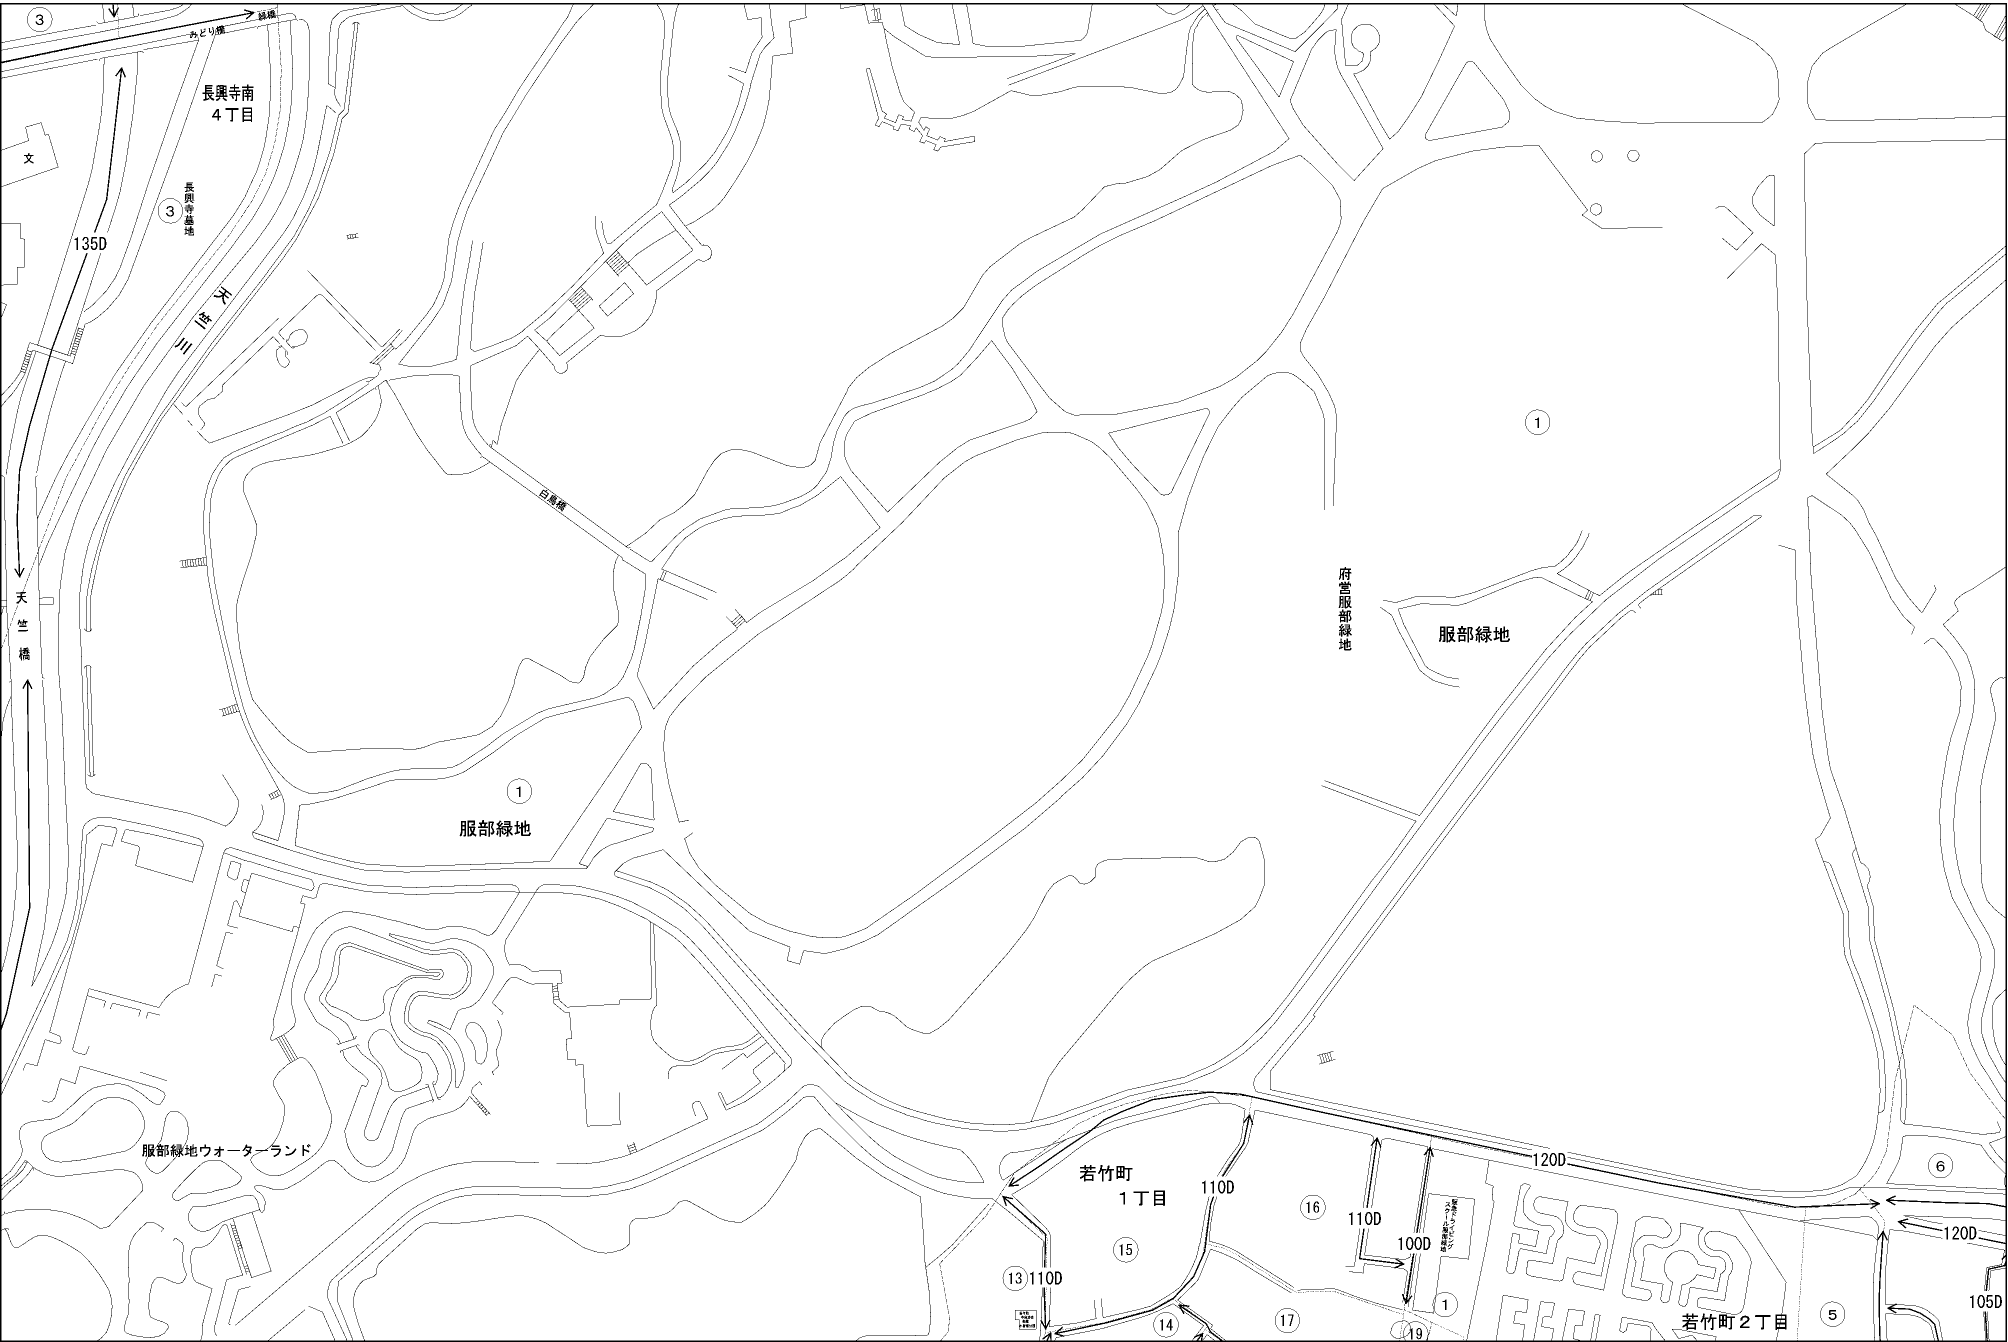 ③
緑橋
みどり橋
長興寺南
４丁目
文
③
長興寺墓地
135D
天竺川
白鳥橋
①
天竺橋
府営服部緑地
服部緑地
①
服部緑地
服部緑地ウォーターランド
若竹町
１丁目
110D
120D
⑯
110D
100D
⑥
120D
⑮
⑬
110D
①
105D
⑭
⑰
⑲
若竹町２丁目
⑤